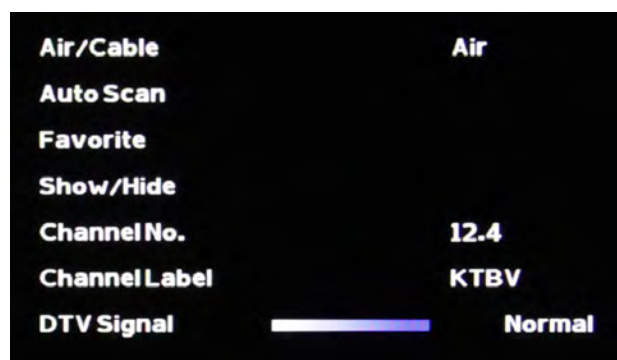 Air/Cable Air
Auto Scan
Favorite
Show/Hide
Channel No. 12.4
Channel Label KTBV
DTV Signal Normal